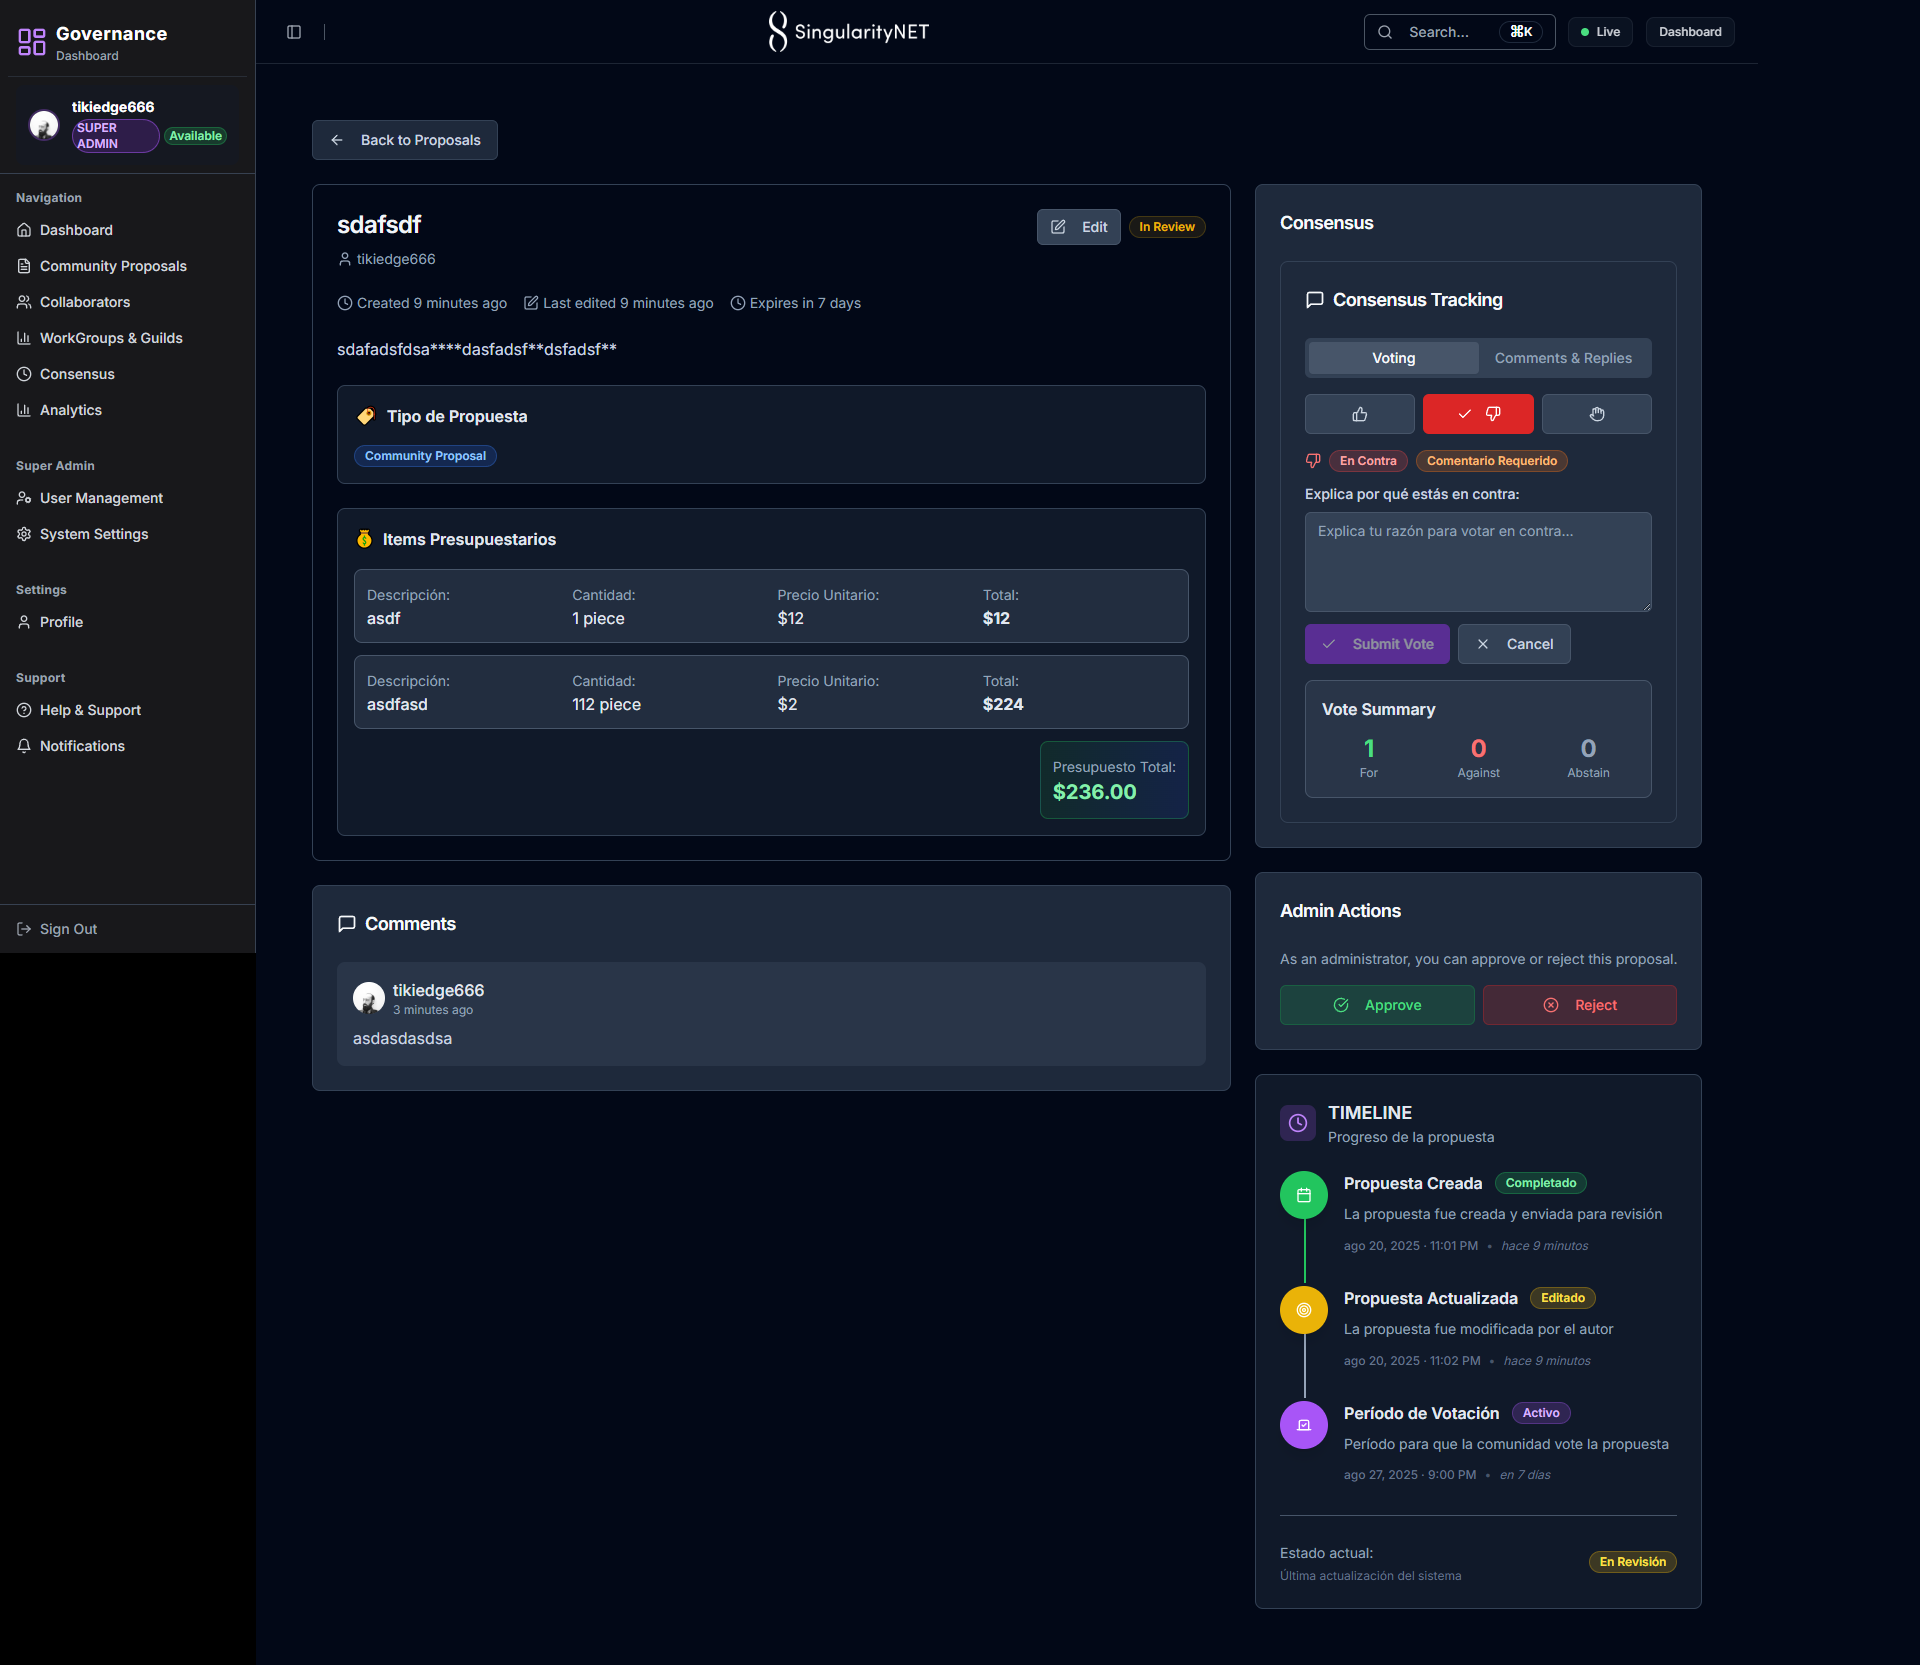 Governance
Dashboard
tikiedge666
SUPER
ADMIN
Available
Navigation
Dashboard
Community Proposals
Collaborators
WorkGroups & Guilds
Consensus
Analytics
Super Admin
User Management
System Settings
Settings
Profile
Support
Help & Support
Notifications
Sign Out
SingularityNET
Search...
⌘K
Live
Dashboard
Back to Proposals
sdafsdf
Edit
In Review
tikiedge666
Created 9 minutes ago
Last edited 9 minutes ago
Expires in 7 days
sdafadsfdsa****dasfadsf**dsfadsf**
Tipo de Propuesta
Community Proposal
Items Presupuestarios
Descripción: Cantidad: Precio Unitario: Total:
asdf 1 piece $12 $12
Descripción: Cantidad: Precio Unitario: Total:
asdfasd 112 piece $2 $224
Presupuesto Total:
$236.00
Comments
tikiedge666
3 minutes ago
asdasdasdsa
Consensus
Consensus Tracking
Voting
Comments & Replies
En Contra
Comentario Requerido
Explica por qué estás en contra:
Explica tu razón para votar en contra...
Submit Vote
Cancel
Vote Summary
1 0 0
For Against Abstain
Admin Actions
As an administrator, you can approve or reject this proposal.
Approve
Reject
TIMELINE
Progreso de la propuesta
Propuesta Creada
Completado
La propuesta fue creada y enviada para revisión
ago 20, 2025 · 11:01 PM • hace 9 minutos
Propuesta Actualizada
Editado
La propuesta fue modificada por el autor
ago 20, 2025 · 11:02 PM • hace 9 minutos
Período de Votación
Activo
Período para que la comunidad vote la propuesta
ago 27, 2025 · 9:00 PM • en 7 días
Estado actual:
Última actualización del sistema
En Revisión